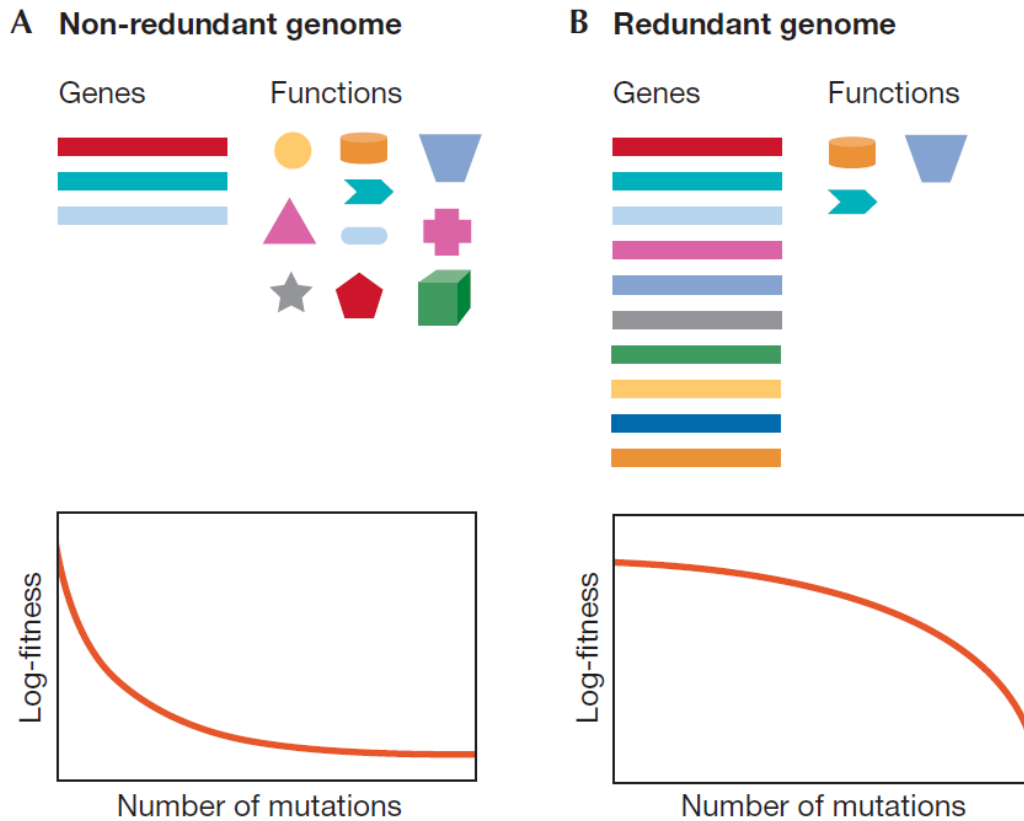 A Non-redundant genome
Genes Functions
Log-fitness
Number of mutations
B Redundant genome
Genes Functions
Log-fitness
Number of mutations